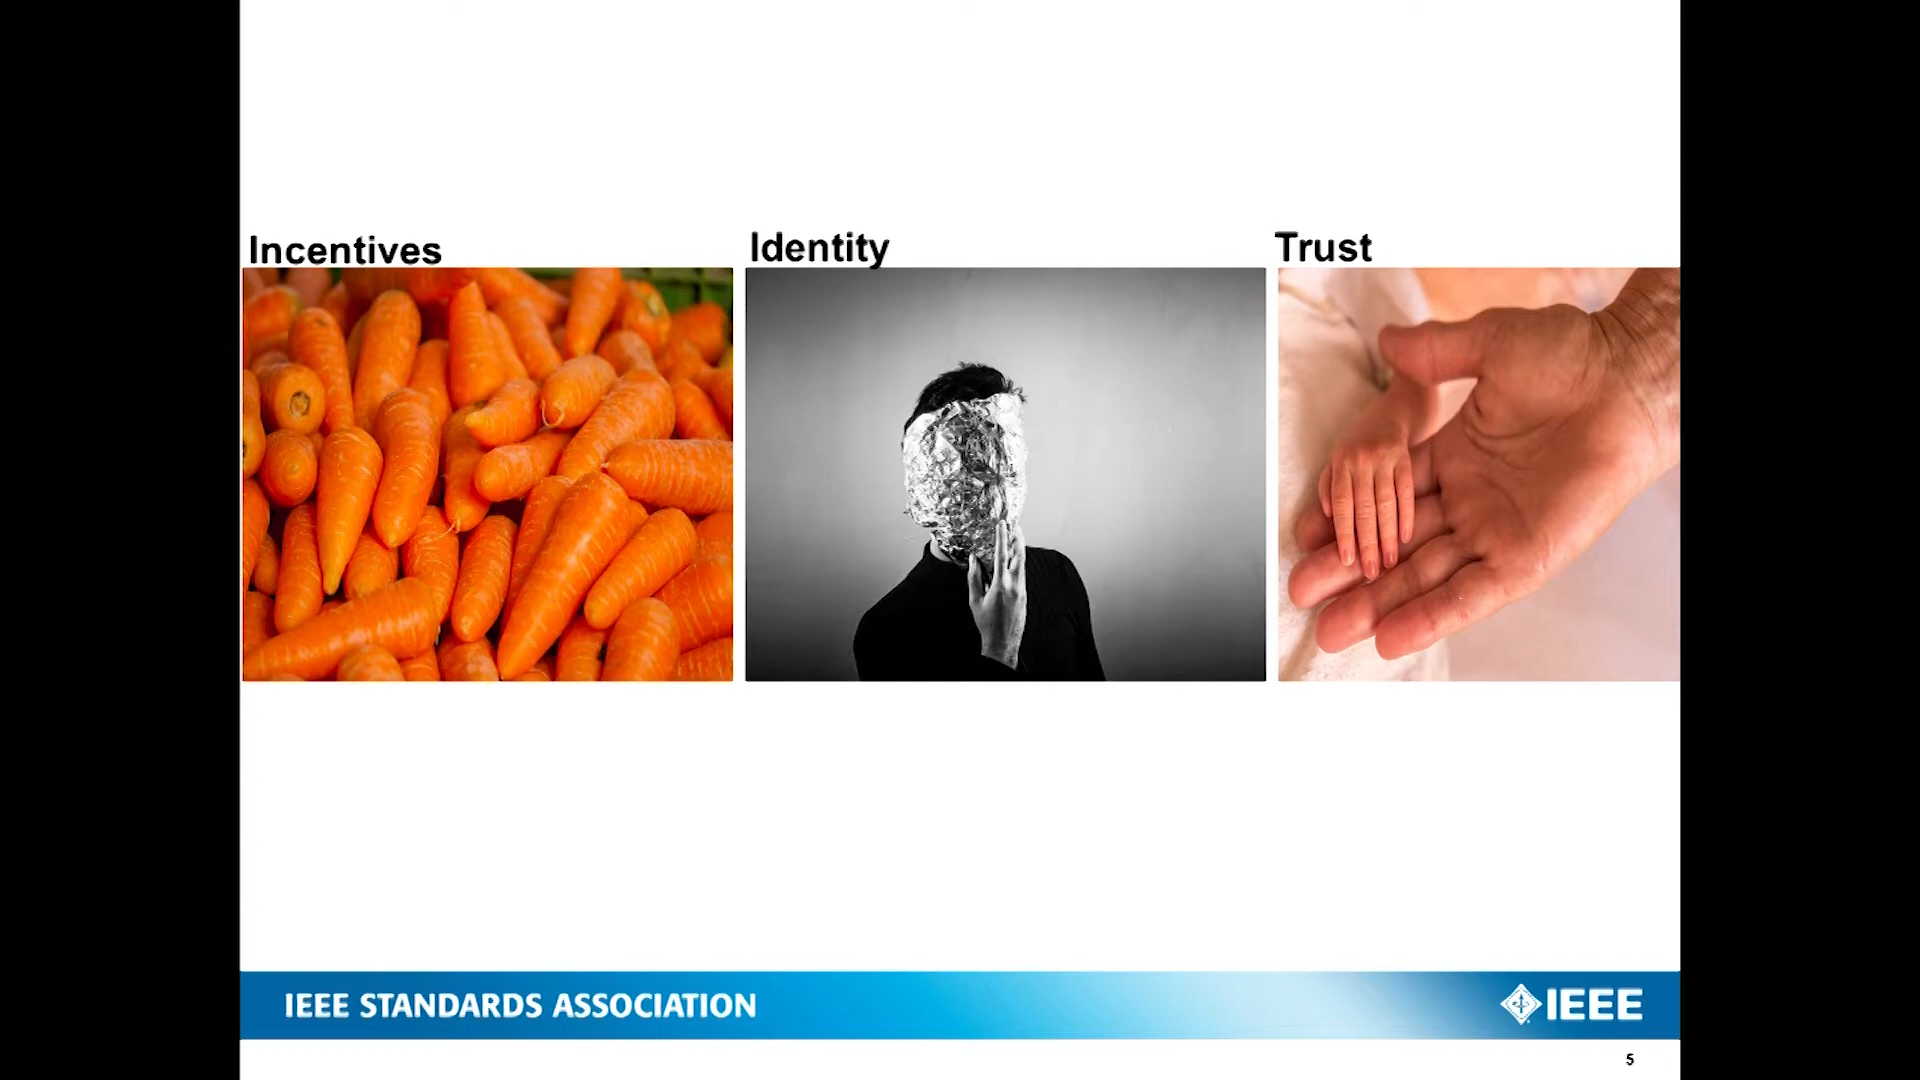 Incentives
Identity
Trust
IEEE STANDARDS ASSOCIATION
IEEE
5